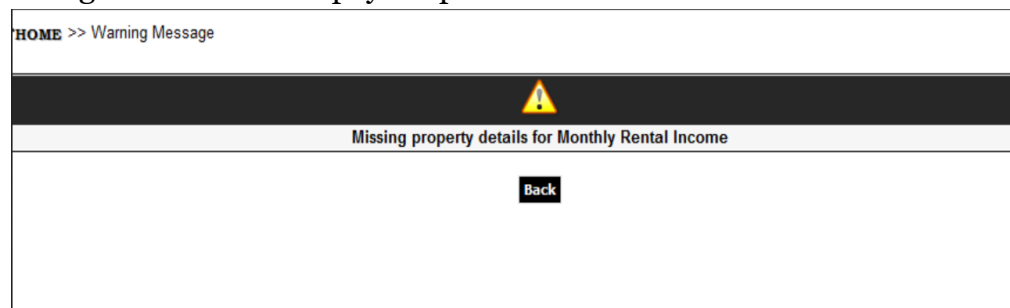 HOME >> Warning Message
Missing property details for Monthly Rental Income
Back